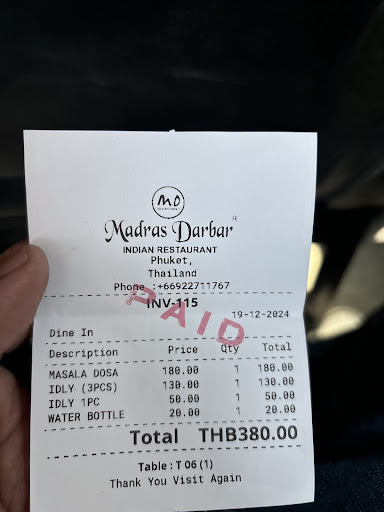 MD
Madras Darbar R
INDIAN RESTAURANT
Phuket,
Thailand
Phone :+66922711767
INV-115
PAID
19-12-2024
Dine In
Description Price Qty Total
MASALA DOSA 180.00 1 180.00
IDLY (3PCS) 130.00 1 130.00
IDLY 1PC 50.00 1 50.00
WATER BOTTLE 20.00 1 20.00
Total THB380.00
Table : T 06 (1)
Thank You Visit Again